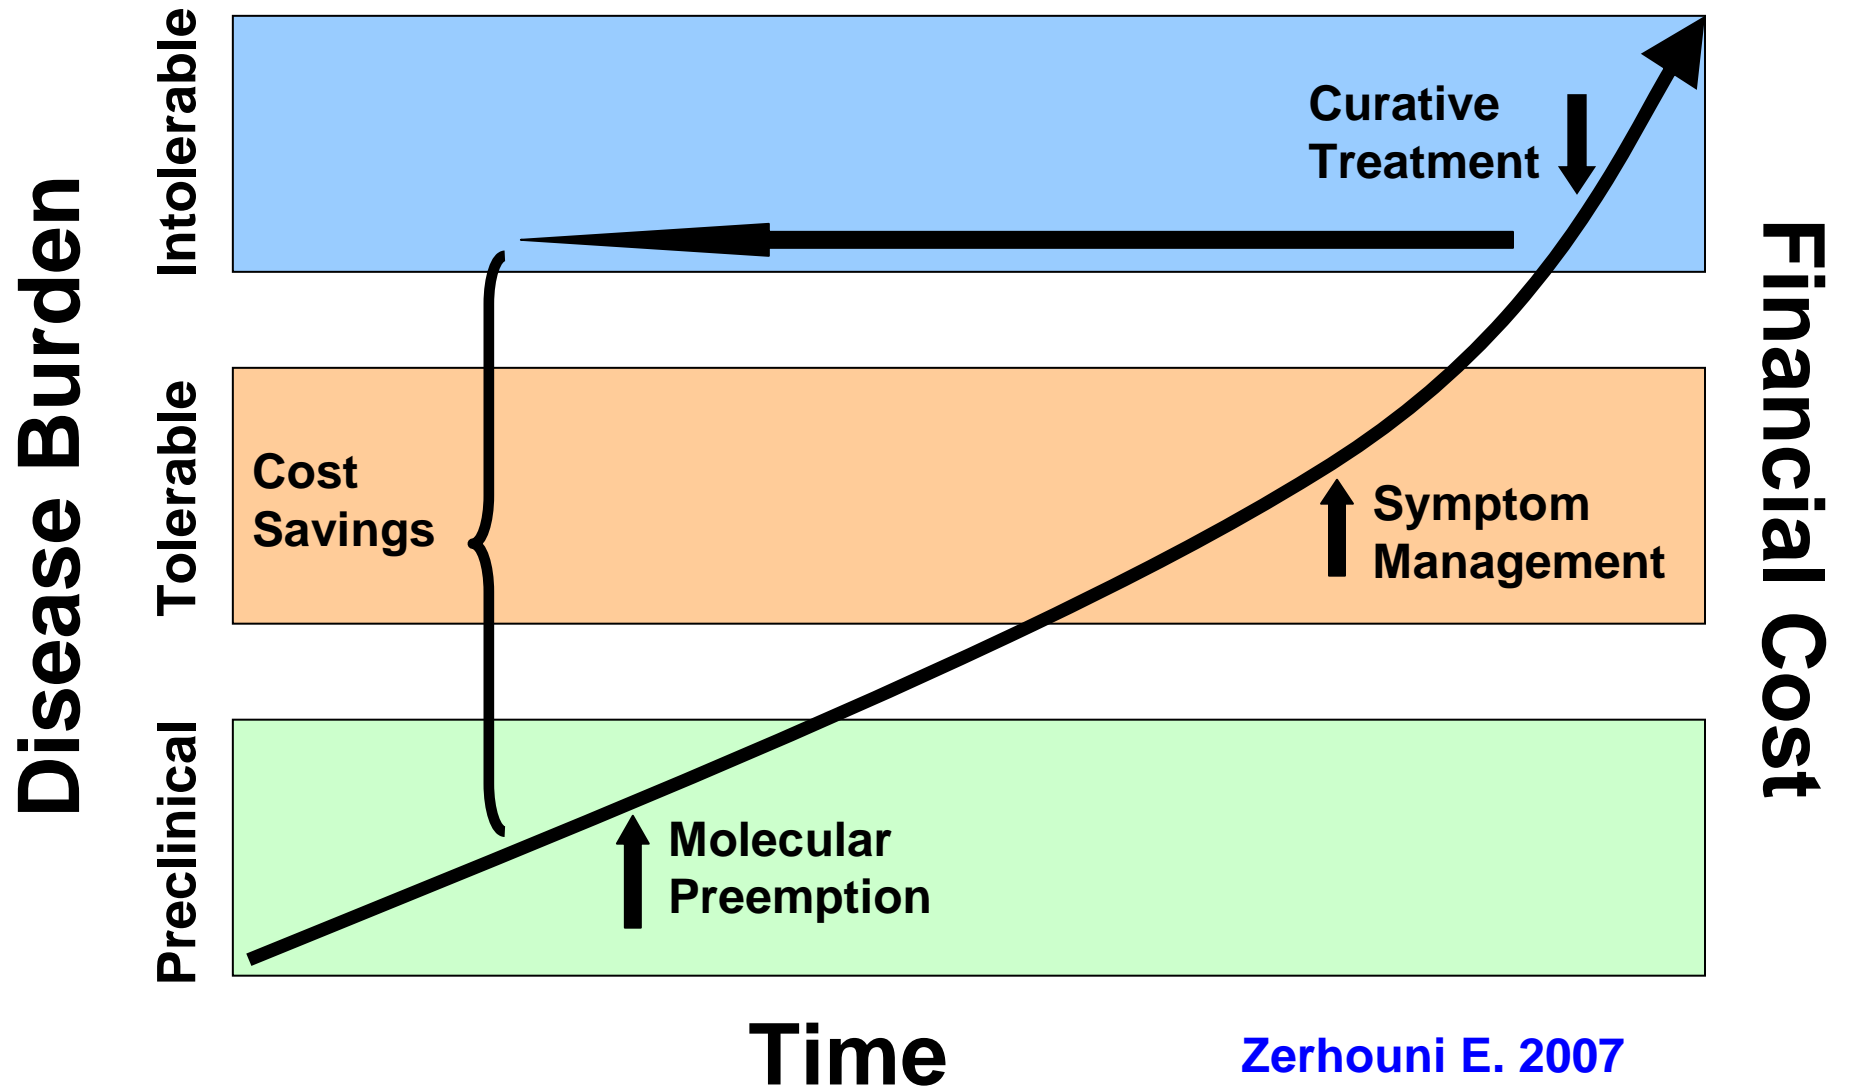 Disease Burden
Intolerable
Tolerable
Preclinical
Curative
Treatment
Cost
Savings
Symptom
Management
Molecular
Preemption
Financial Cost
Time
Zerhouni E. 2007